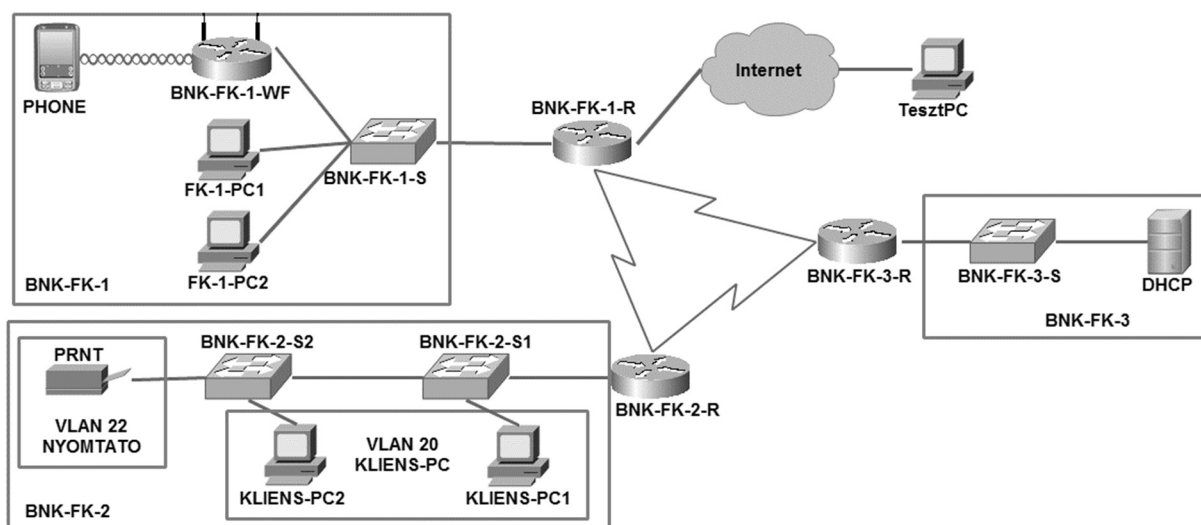 PHONE
BNK-FK-1-WF
FK-1-PC1
BNK-FK-1-S
FK-1-PC2
BNK-FK-1
BNK-FK-1-R
Internet
TesztPC
BNK-FK-3-R
BNK-FK-3-S
DHCP
BNK-FK-3
PRNT
VLAN 22
NYOMTATO
BNK-FK-2-S2
BNK-FK-2-S1
BNK-FK-2-R
VLAN 20
KLIENS-PC
KLIENS-PC2
KLIENS-PC1
BNK-FK-2